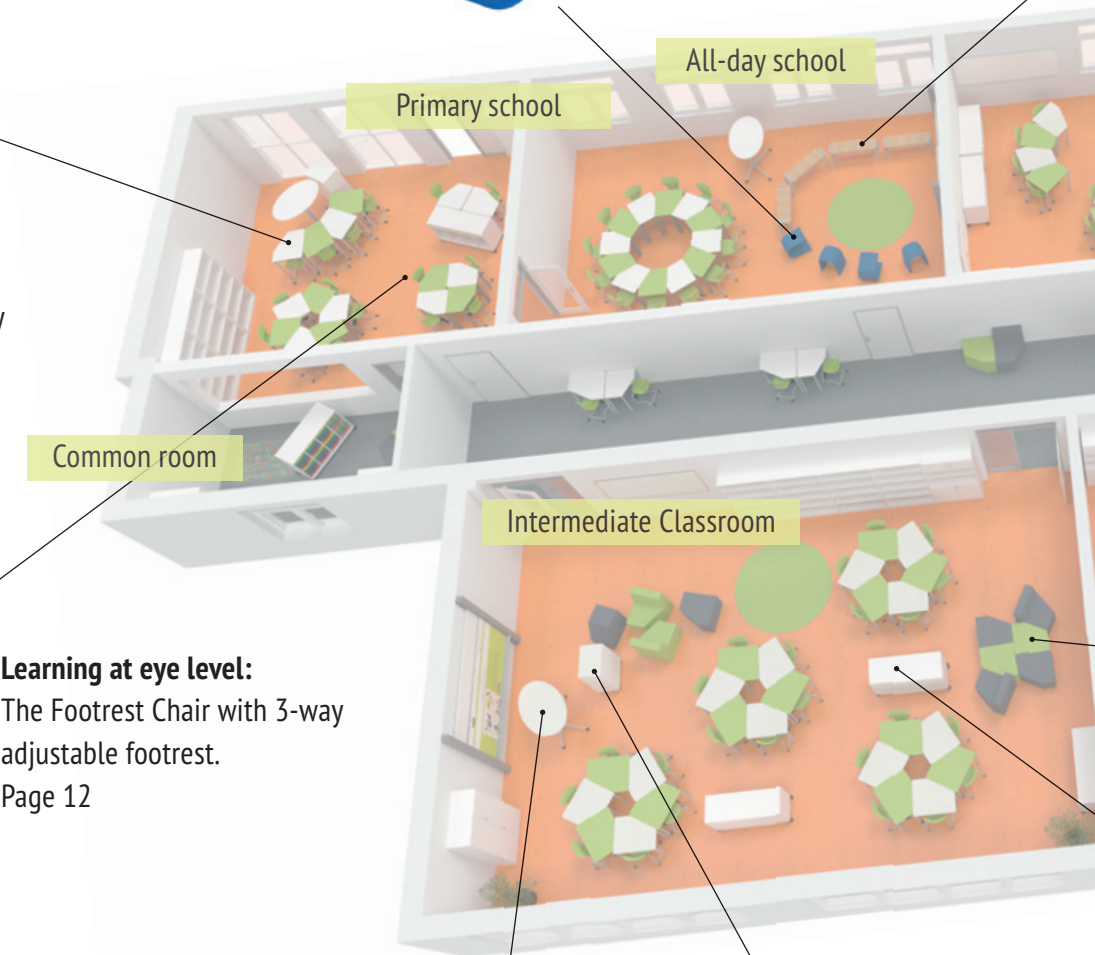 All-day school
Primary school
Common room
Intermediate Classroom
Learning at eye level:
The Footrest Chair with 3-way
adjustable footrest.
Page 12